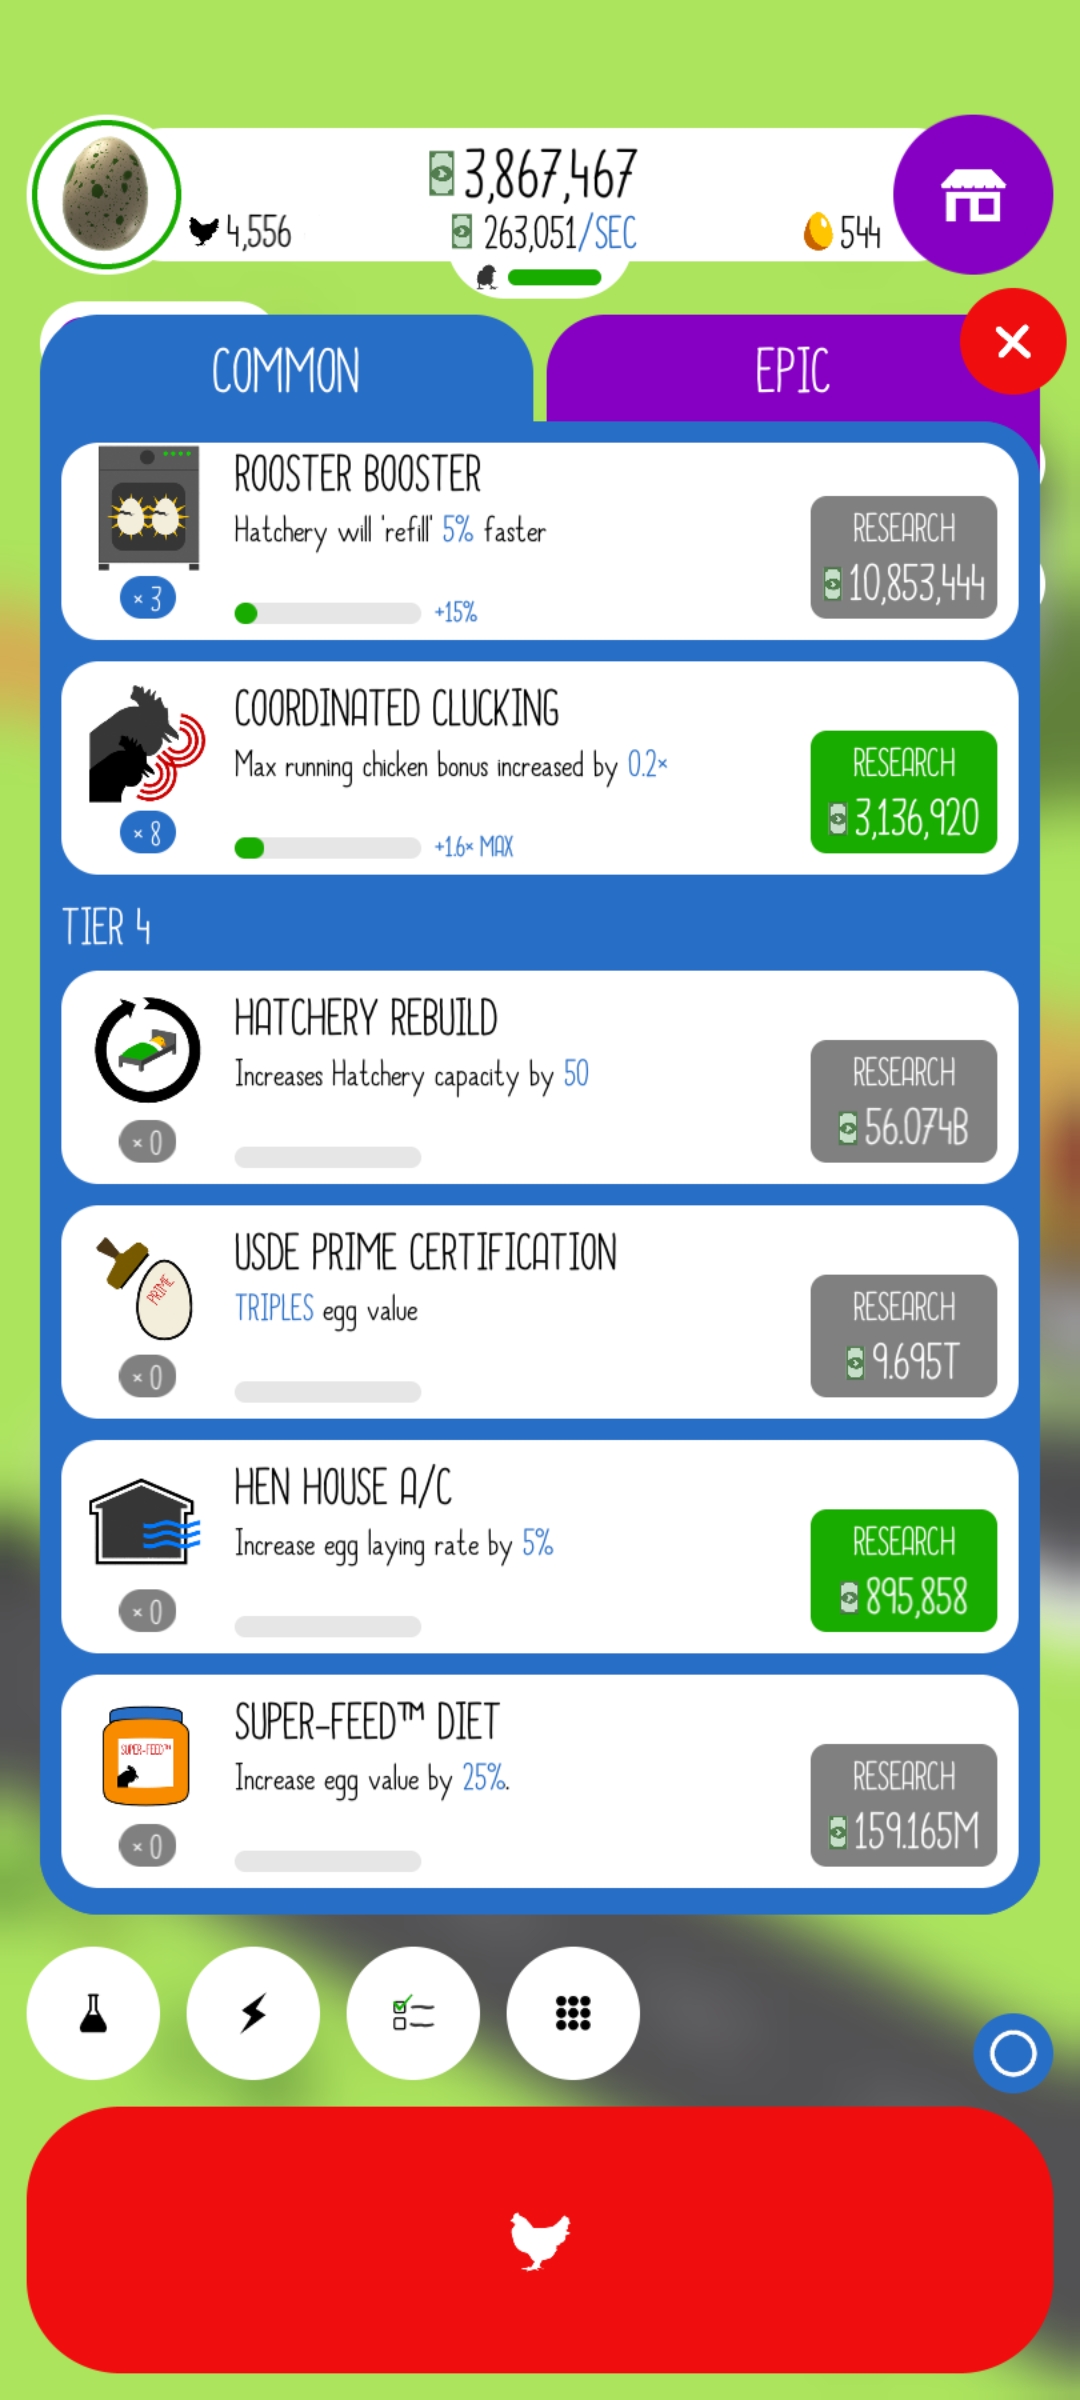 3,867,467
4,556
263,051/SEC
544
COMMON
EPIC
ROOSTER BOOSTER
Hatchery will 'refill' 5% faster
RESEARCH
10,853,444
× 3
+15%
COORDINATED CLUCKING
Max running chicken bonus increased by 0.2×
RESEARCH
3,136,920
× 8
+1.6× MAX
TIER 4
HATCHERY REBUILD
Increases Hatchery capacity by 50
RESEARCH
56.074B
× 0
USDE PRIME CERTIFICATION
PRIME
TRIPLES egg value
RESEARCH
9.695T
× 0
HEN HOUSE A/C
Increase egg laying rate by 5%
RESEARCH
895,858
× 0
SUPER-FEED™ DIET
SUPER-FEED™
Increase egg value by 25%.
RESEARCH
159.165M
× 0